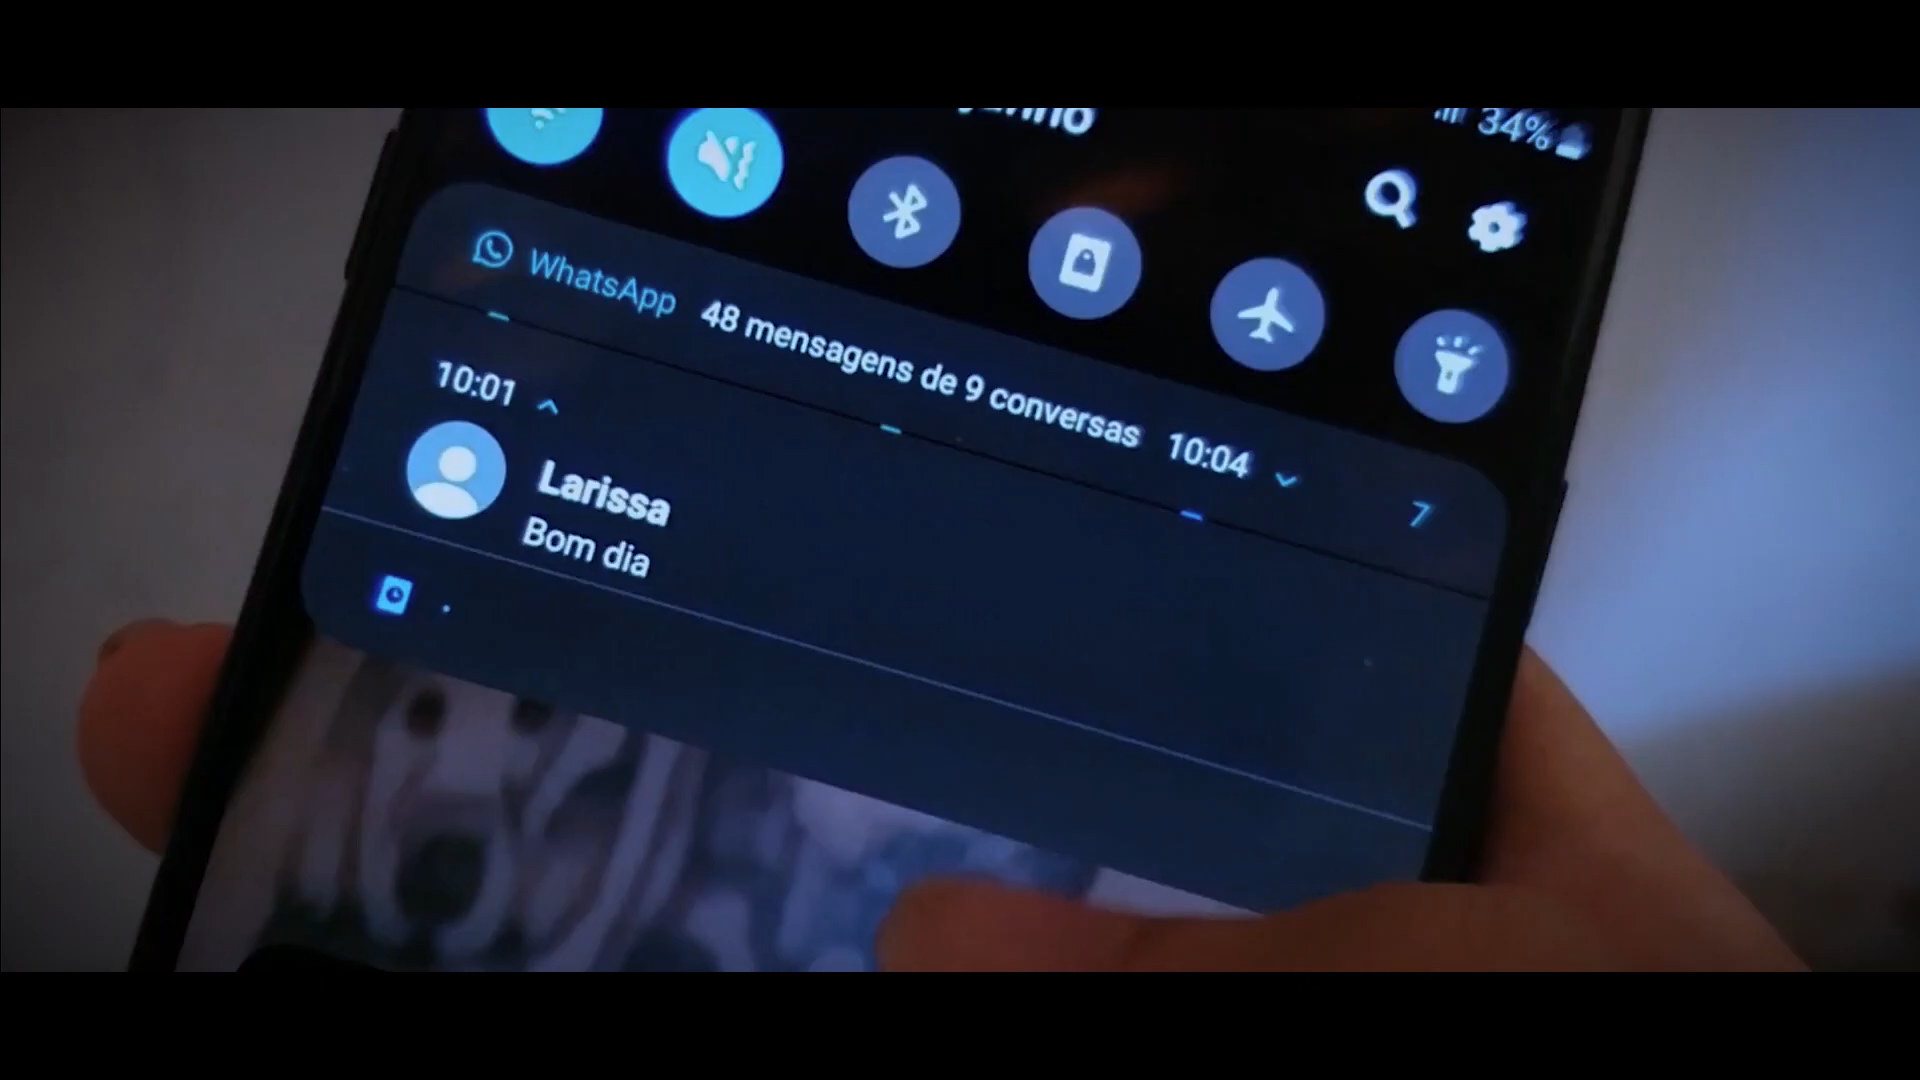 34%
WhatsApp 48 mensagens de 9 conversas 10:04
7
10:01
Larissa
Bom dia